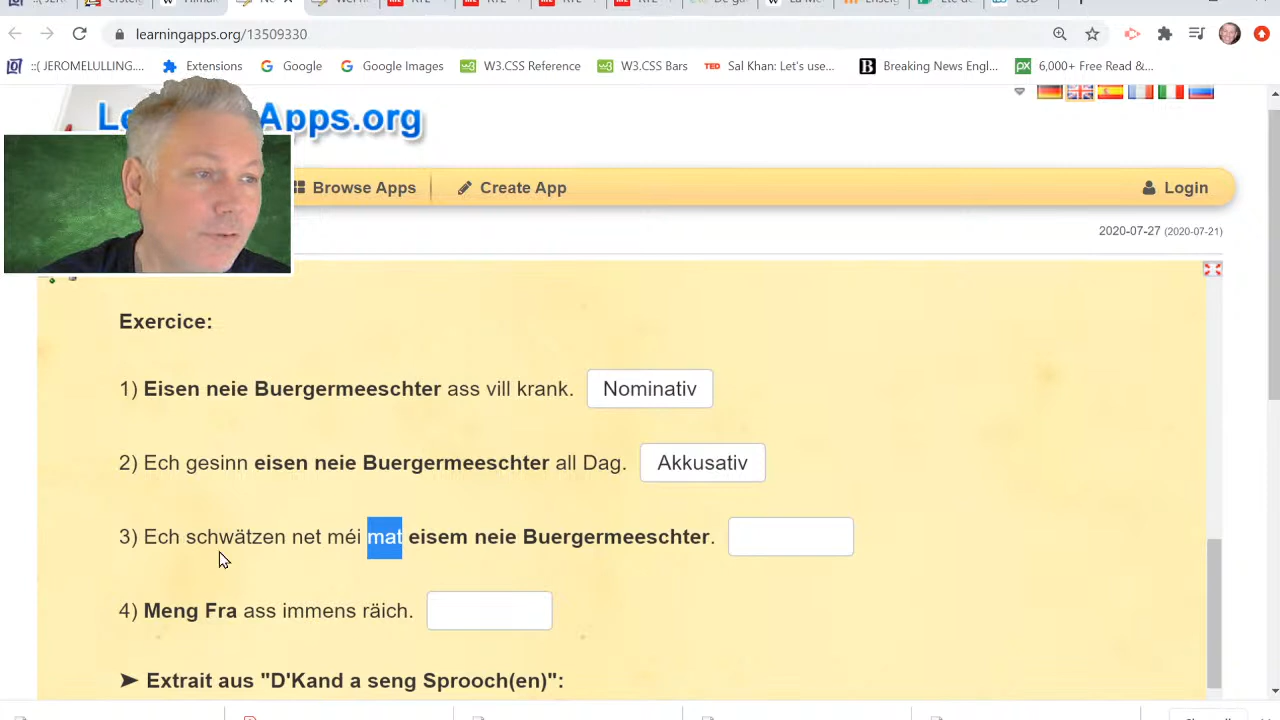 learningapps.org/13509330
::( JEROMELULLING.... Extensions Google Google Images W3.CSS Reference W3.CSS Bars TED Sal Khan: Let's use... B Breaking News Engl... px 6,000+ Free Read &...
Apps.org
Browse Apps Create App Login
2020-07-27 (2020-07-21)
Exercice:
1) Eisen neie Buergermeeschter ass vill krank. Nominativ
2) Ech gesinn eisen neie Buergermeeschter all Dag. Akkusativ
3) Ech schwätzen net méi mat eisem neie Buergermeeschter.
4) Meng Fra ass immens räich.
➤ Extrait aus "D'Kand a seng Sprooch(en)":